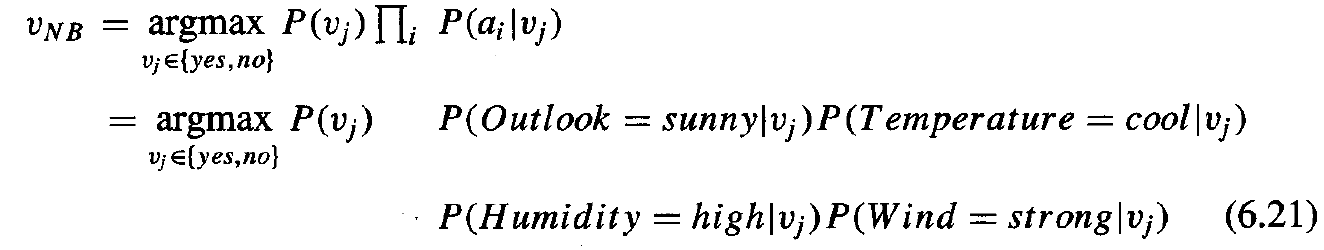 v_NB = argmax P(v_j) ∏_i P(a_i|v_j)
v_j∈{yes,no}
= argmax P(v_j) P(Outlook = sunny|v_j)P(Temperature = cool|v_j)
v_j∈{yes,no}
P(Humidity = high|v_j)P(Wind = strong|v_j) (6.21)